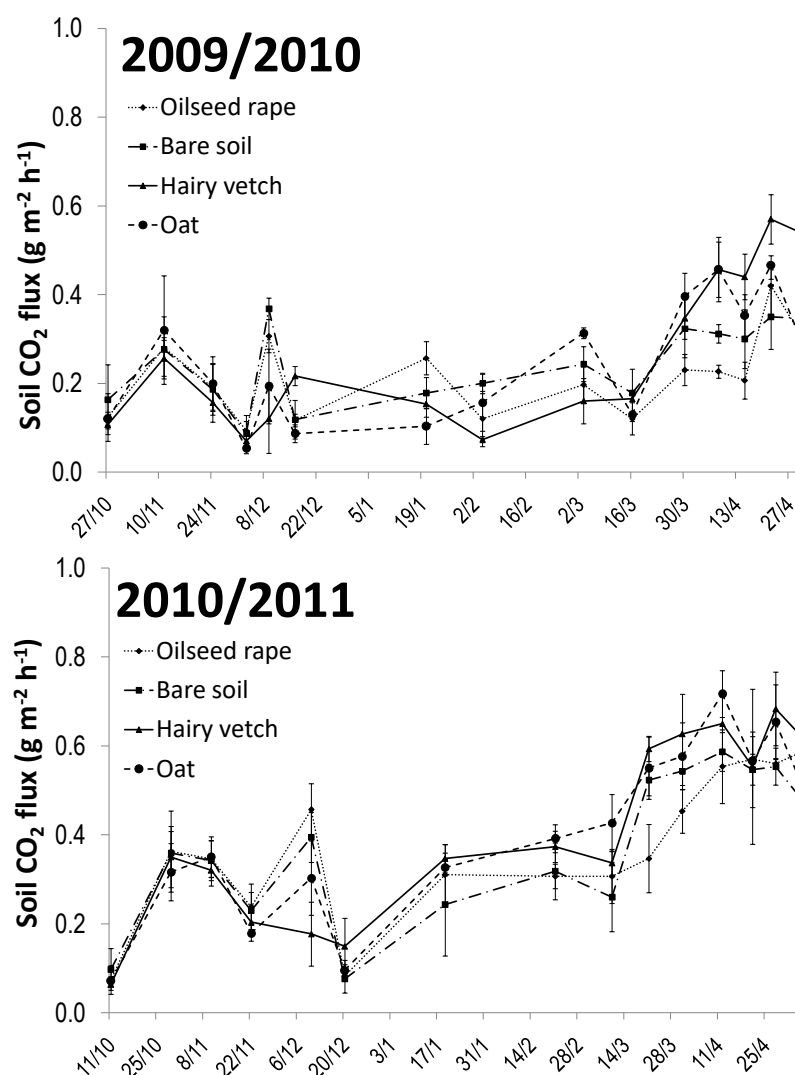 1.0
2009/2010
Oilseed rape
0.8
Bare soil
Hairy vetch
0.6
Oat
Soil CO2 flux (g m-2 h-1)
0.4
0.2
0.0
27/10 10/11 24/11 8/12 22/12 5/1 19/1 2/2 16/2 2/3 16/3 30/3 13/4 27/4
1.0
2010/2011
Oilseed rape
0.8
Bare soil
Hairy vetch
0.6
Oat
Soil CO2 flux (g m-2 h-1)
0.4
0.2
0.0
11/10 25/10 8/11 22/11 6/12 20/12 3/1 17/1 31/1 14/2 28/2 14/3 28/3 11/4 25/4